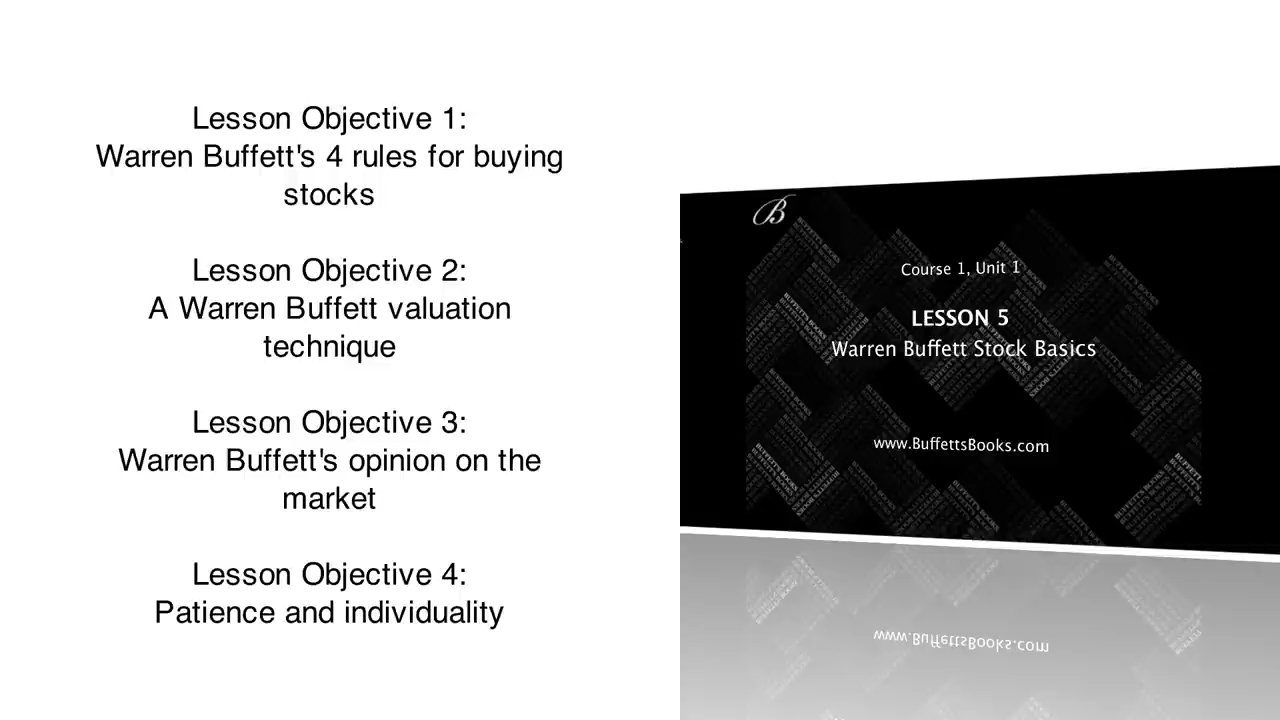 Lesson Objective 1:
Warren Buffett's 4 rules for buying
stocks
Lesson Objective 2:
A Warren Buffett valuation
technique
Lesson Objective 3:
Warren Buffett's opinion on the
market
Lesson Objective 4:
Patience and individuality
B
Course 1, Unit 1
LESSON 5
Warren Buffett Stock Basics
www.BuffettsBooks.com